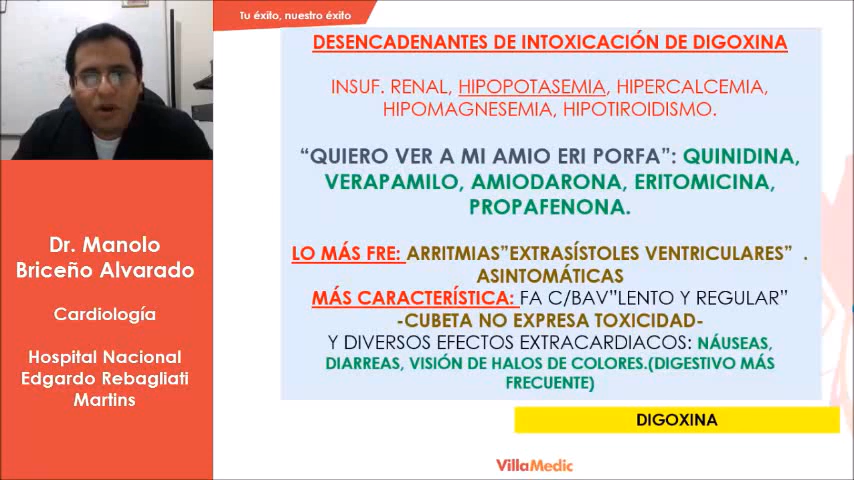 Tu éxito, nuestro éxito
DESENCADENANTES DE INTOXICACIÓN DE DIGOXINA
INSUF. RENAL, HIPOPOTASEMIA, HIPERCALCEMIA,
HIPOMAGNESEMIA, HIPOTIROIDISMO.
“QUIERO VER A MI AMIO ERI PORFA”: QUINIDINA,
VERAPAMILO, AMIODARONA, ERITOMICINA,
PROPAFENONA.
LO MÁS FRE: ARRITMIAS”EXTRASÍSTOLES VENTRICULARES” .
ASINTOMÁTICAS
MÁS CARACTERÍSTICA: FA C/BAV”LENTO Y REGULAR”
-CUBETA NO EXPRESA TOXICIDAD-
Y DIVERSOS EFECTOS EXTRACARDIACOS: NÁUSEAS,
DIARREAS, VISIÓN DE HALOS DE COLORES.(DIGESTIVO MÁS
FRECUENTE)
DIGOXINA
VillaMedic
Dr. Manolo
Briceño Alvarado
Cardiología
Hospital Nacional
Edgardo Rebagliati
Martins